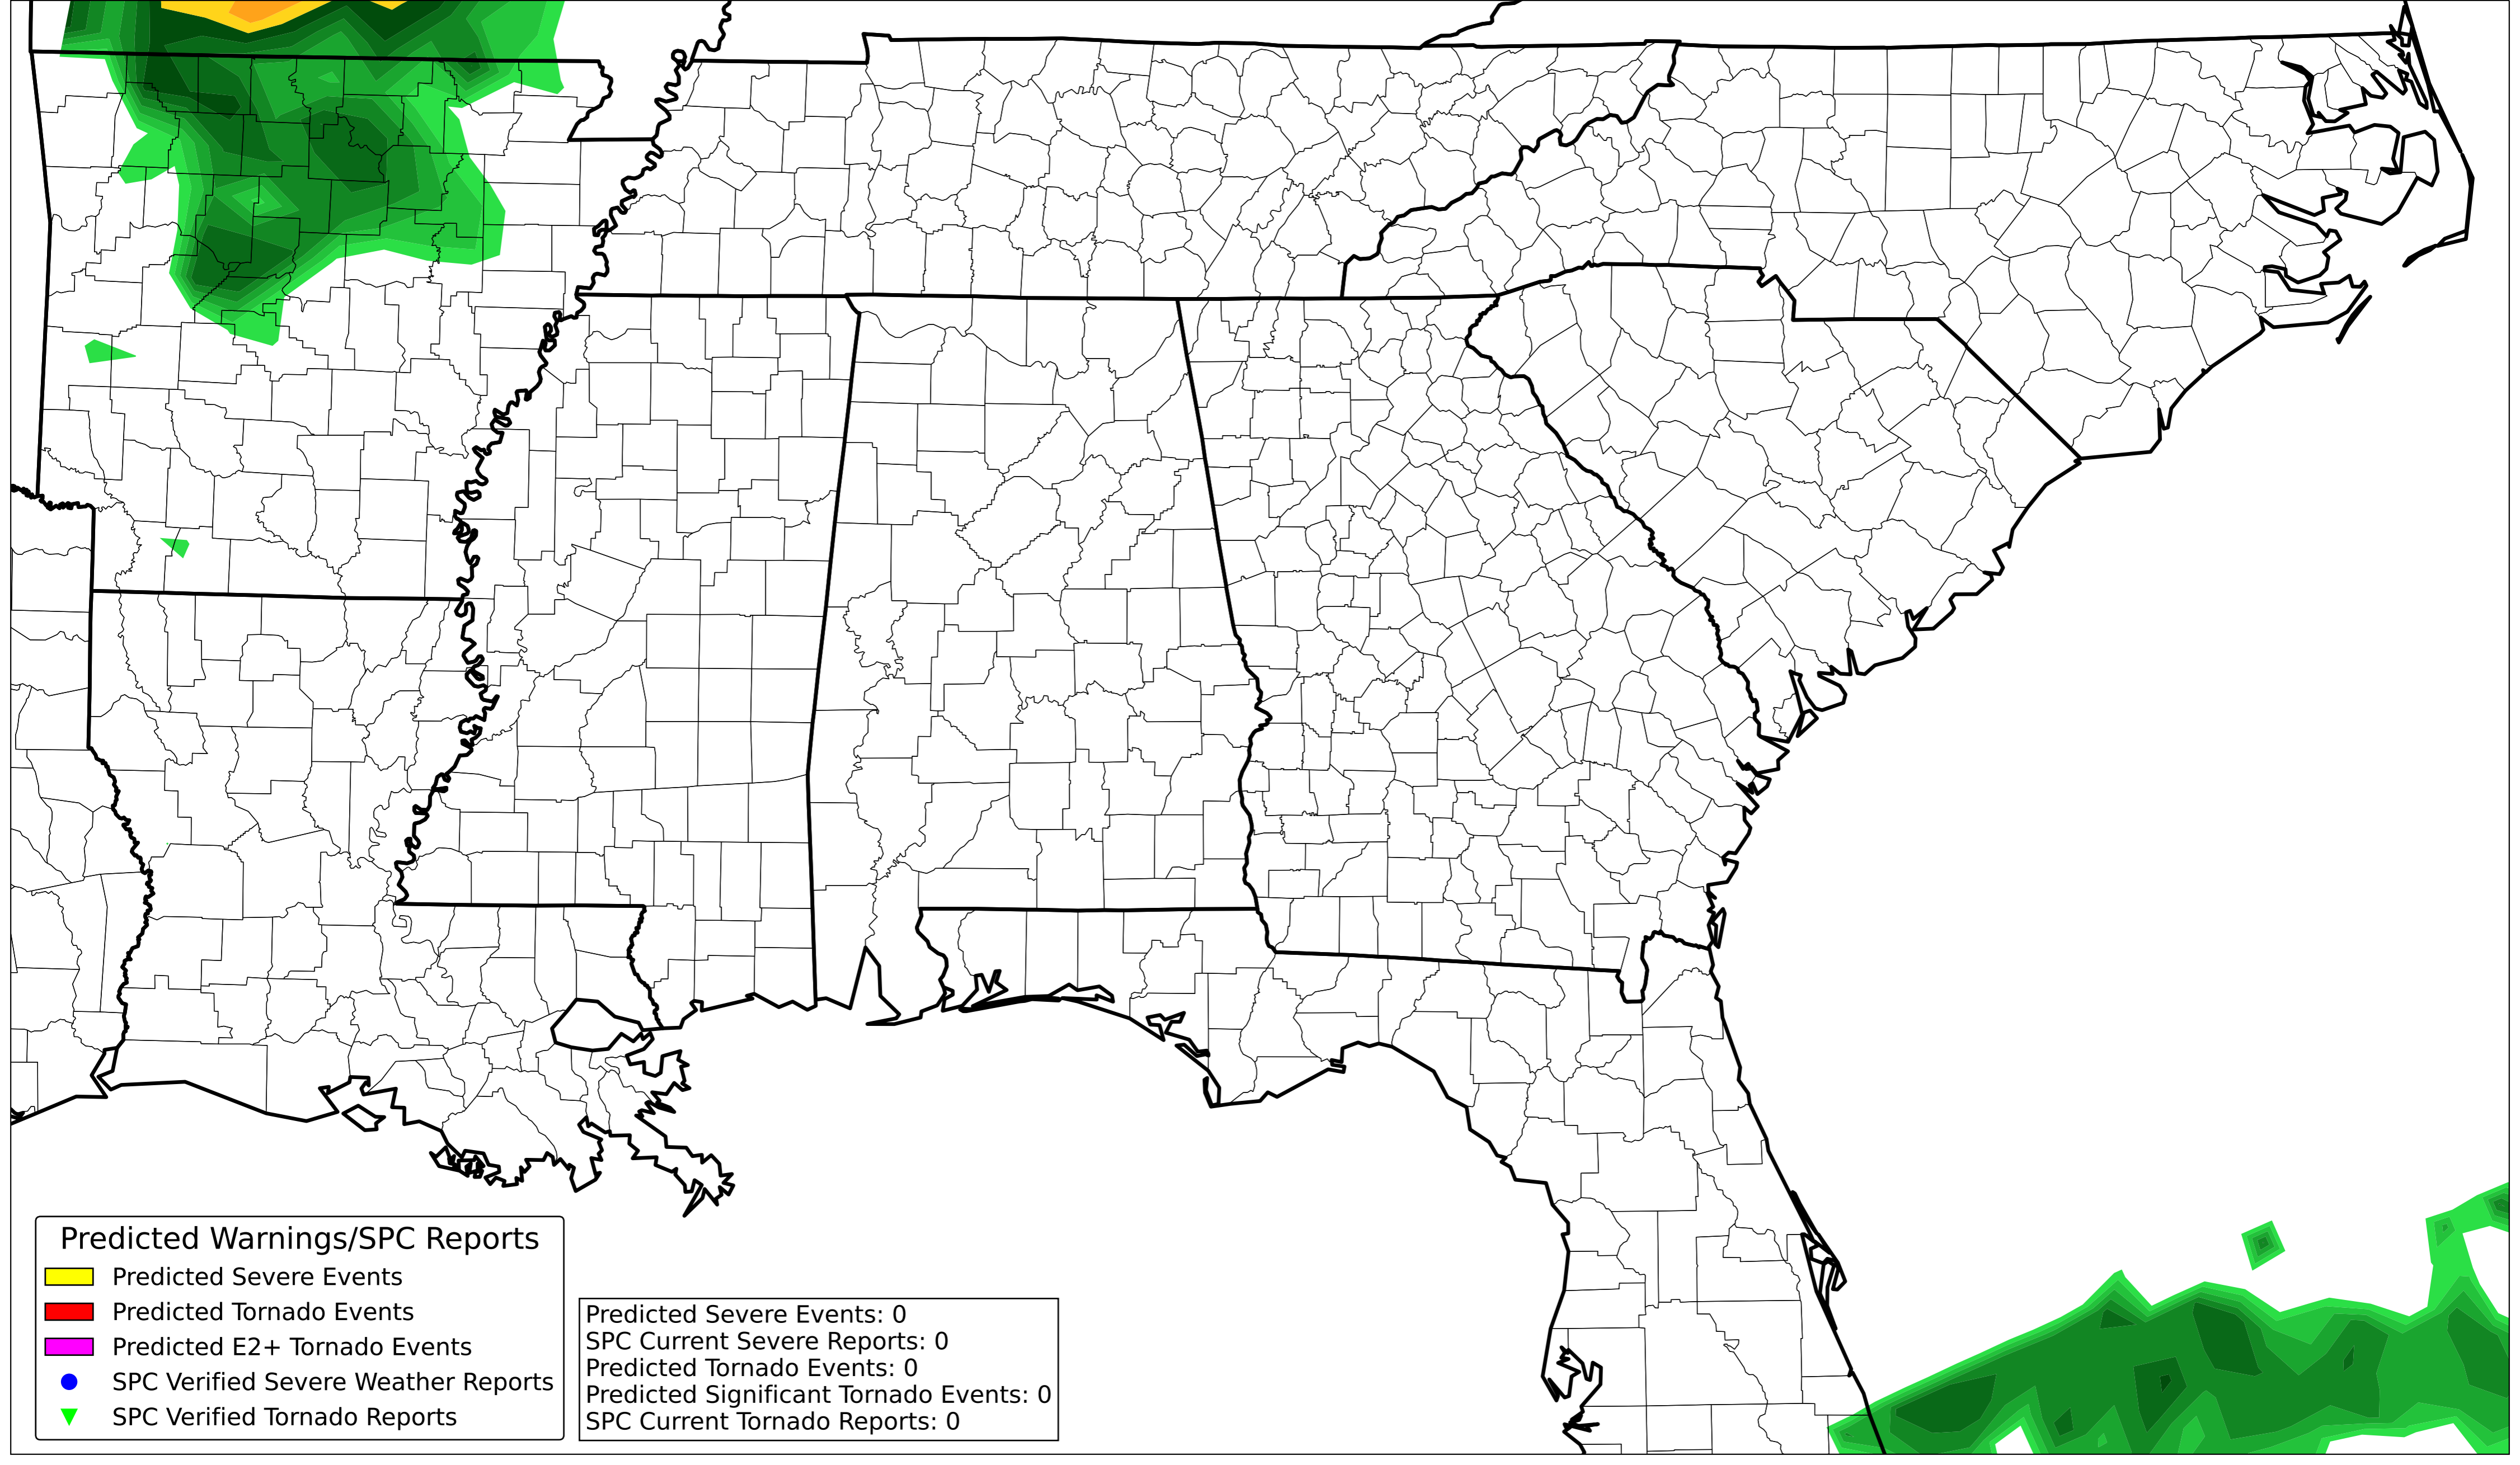 Predicted Warnings/SPC Reports
Predicted Severe Events
Predicted Tornado Events
Predicted E2+ Tornado Events
SPC Verified Severe Weather Reports
SPC Verified Tornado Reports
Predicted Severe Events: 0
SPC Current Severe Reports: 0
Predicted Tornado Events: 0
Predicted Significant Tornado Events: 0
SPC Current Tornado Reports: 0